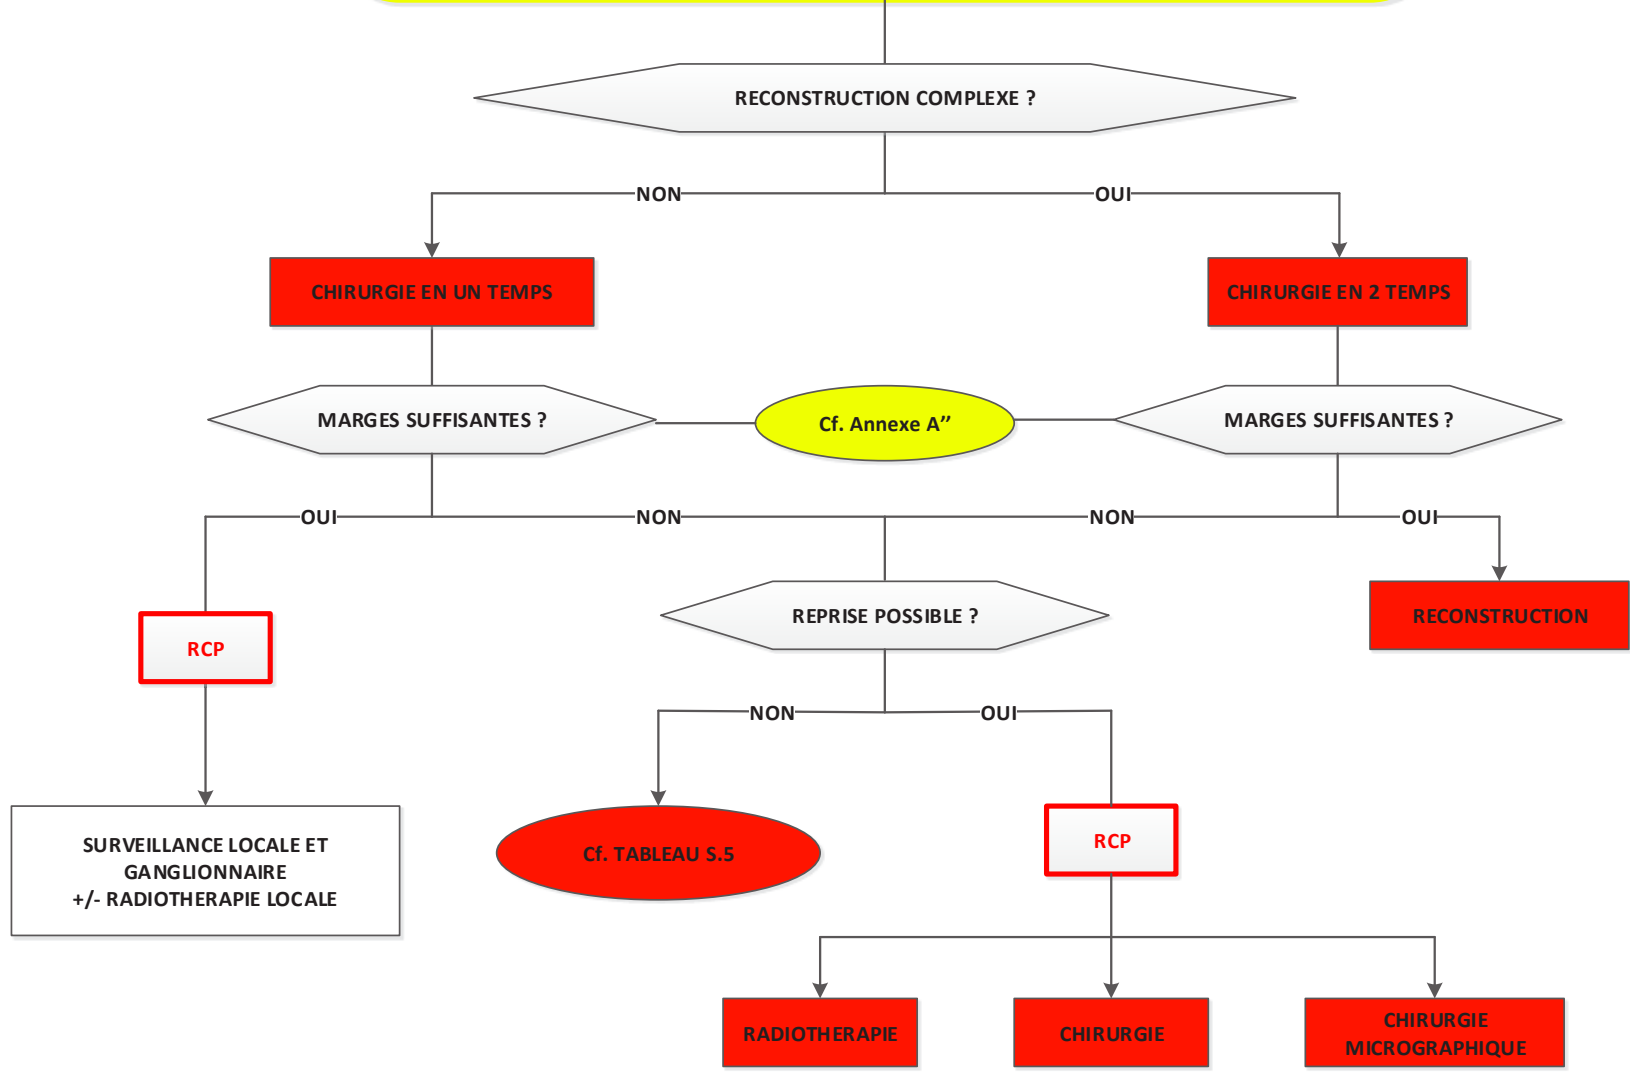 RECONSTRUCTION COMPLEXE ?
NON
OUI
CHIRURGIE EN UN TEMPS
CHIRURGIE EN 2 TEMPS
MARGES SUFFISANTES ?
Cf. Annexe A’’
MARGES SUFFISANTES ?
OUI
NON
NON
OUI
REPRISE POSSIBLE ?
RECONSTRUCTION
RCP
NON
OUI
SURVEILLANCE LOCALE ET
GANGLIONNAIRE
+/- RADIOTHERAPIE LOCALE
Cf. TABLEAU S.5
RCP
RADIOTHERAPIE
CHIRURGIE
CHIRURGIE
MICROGRAPHIQUE